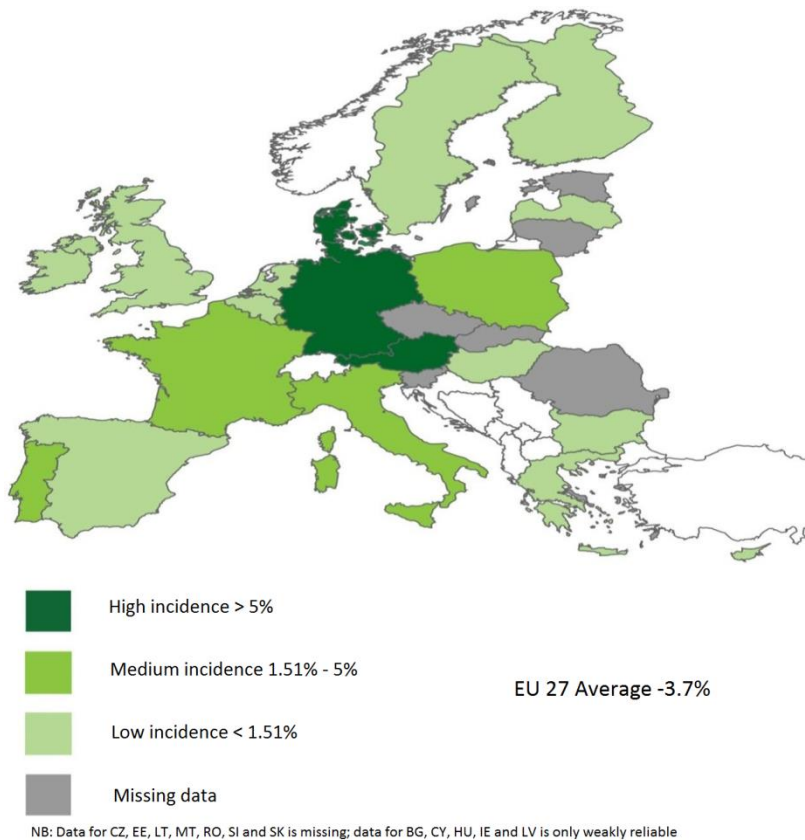 High incidence > 5%
Medium incidence 1.51% - 5%
EU 27 Average -3.7%
Low incidence < 1.51%
Missing data
NB: Data for CZ, EE, LT, MT, RO, SI and SK is missing; data for BG, CY, HU, IE and LV is only weakly reliable